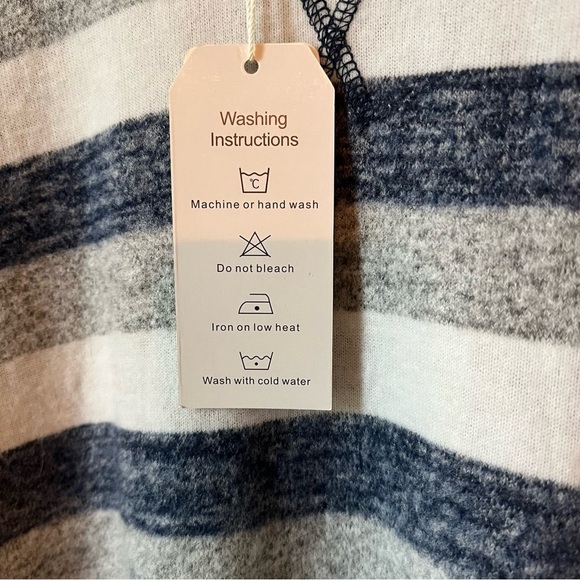 Washing
Instructions
°C
Machine or hand wash
Do not bleach
Iron on low heat
Wash with cold water